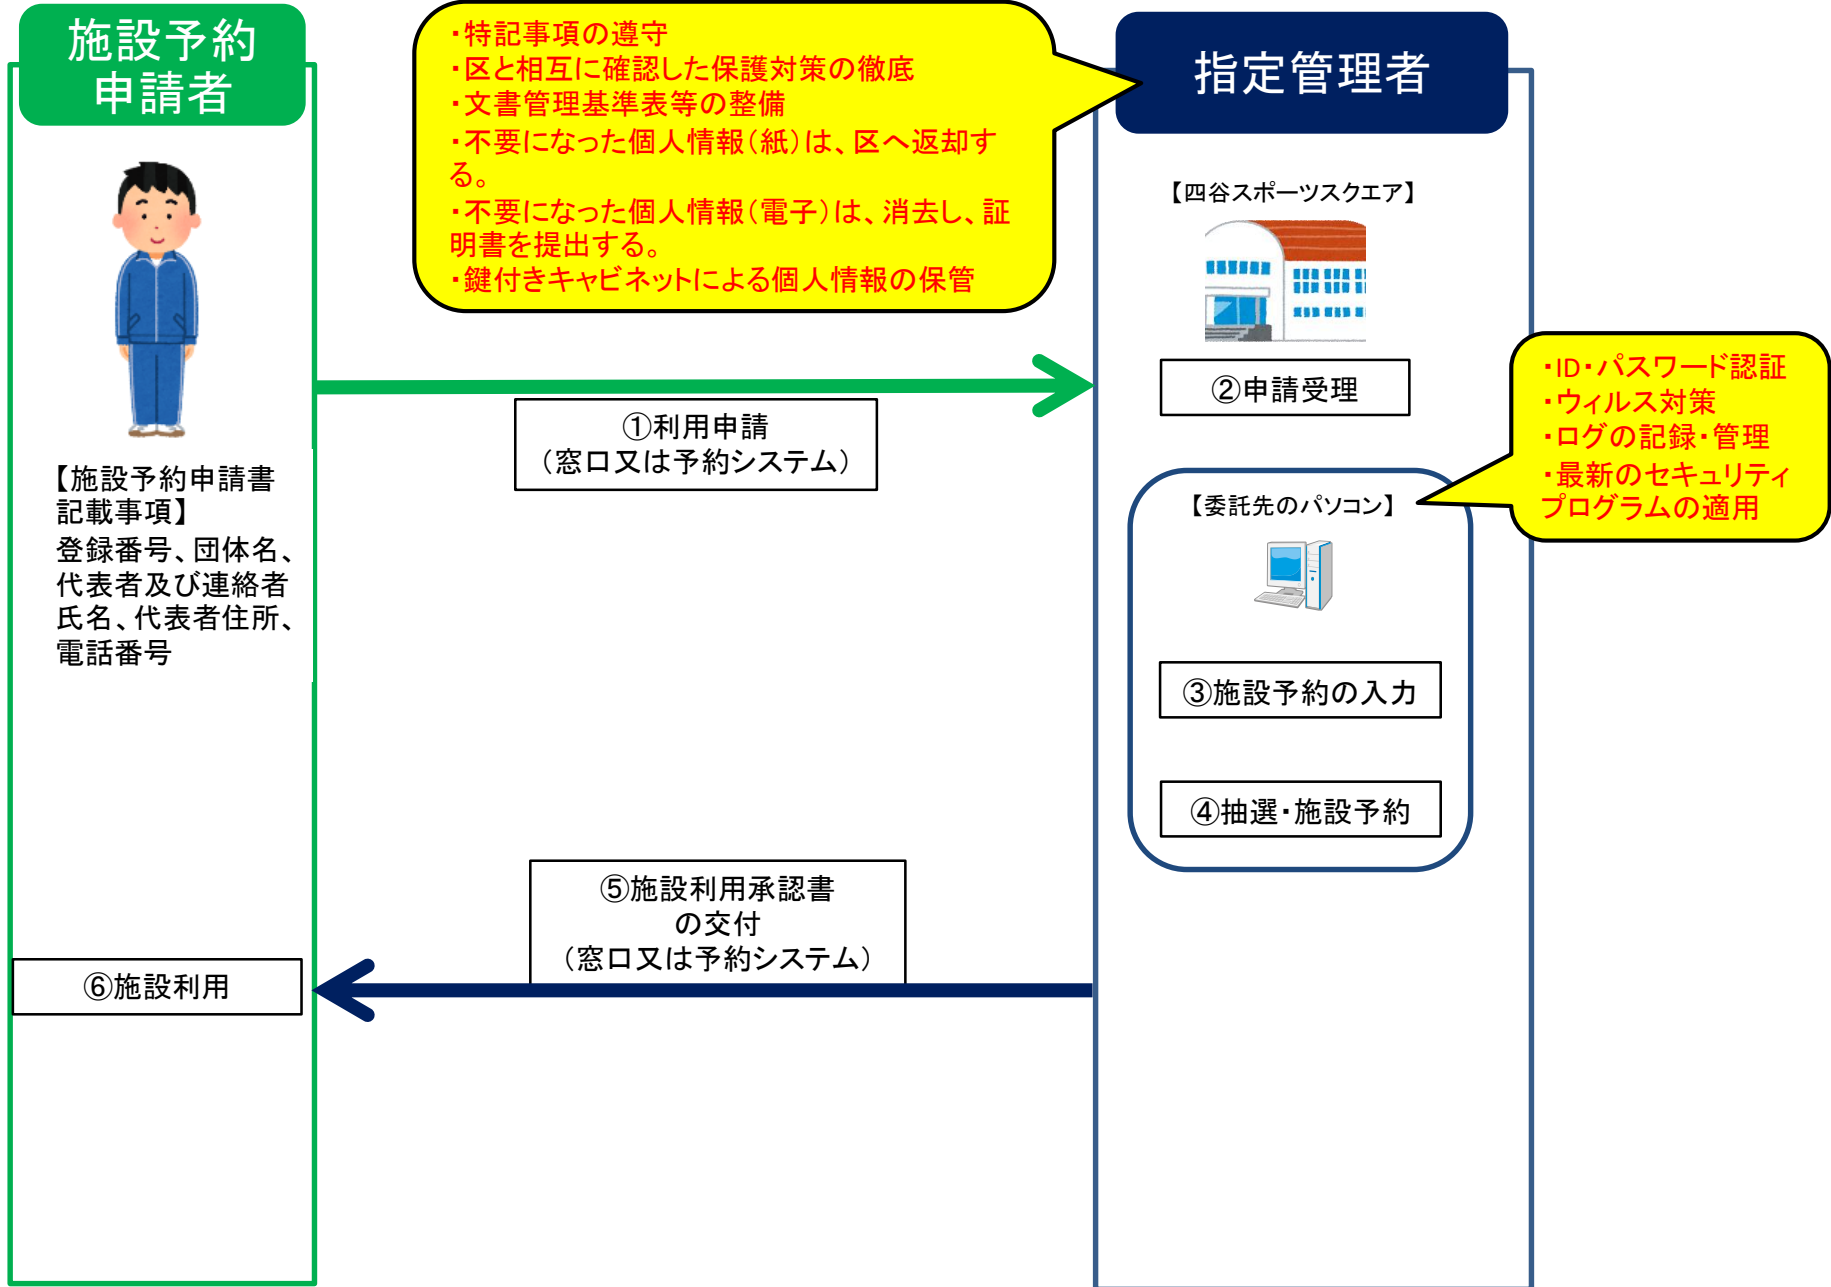 施設予約
申請者
・特記事項の遵守
・区と相互に確認した保護対策の徹底
・文書管理基準表等の整備
・不要になった個人情報（紙）は、区へ返却す
る。
・不要になった個人情報（電子）は、消去し、証
明書を提出する。
・鍵付きキャビネットによる個人情報の保管
指定管理者
【四谷スポーツスクエア】
②申請受理
・ID・パスワード認証
・ウィルス対策
・ログの記録・管理
・最新のセキュリティ
プログラムの適用
①利用申請
（窓口又は予約システム）
【施設予約申請書
記載事項】
登録番号、団体名、
代表者及び連絡者
氏名、代表者住所、
電話番号
【委託先のパソコン】
③施設予約の入力
④抽選・施設予約
⑤施設利用承認書
の交付
（窓口又は予約システム）
⑥施設利用